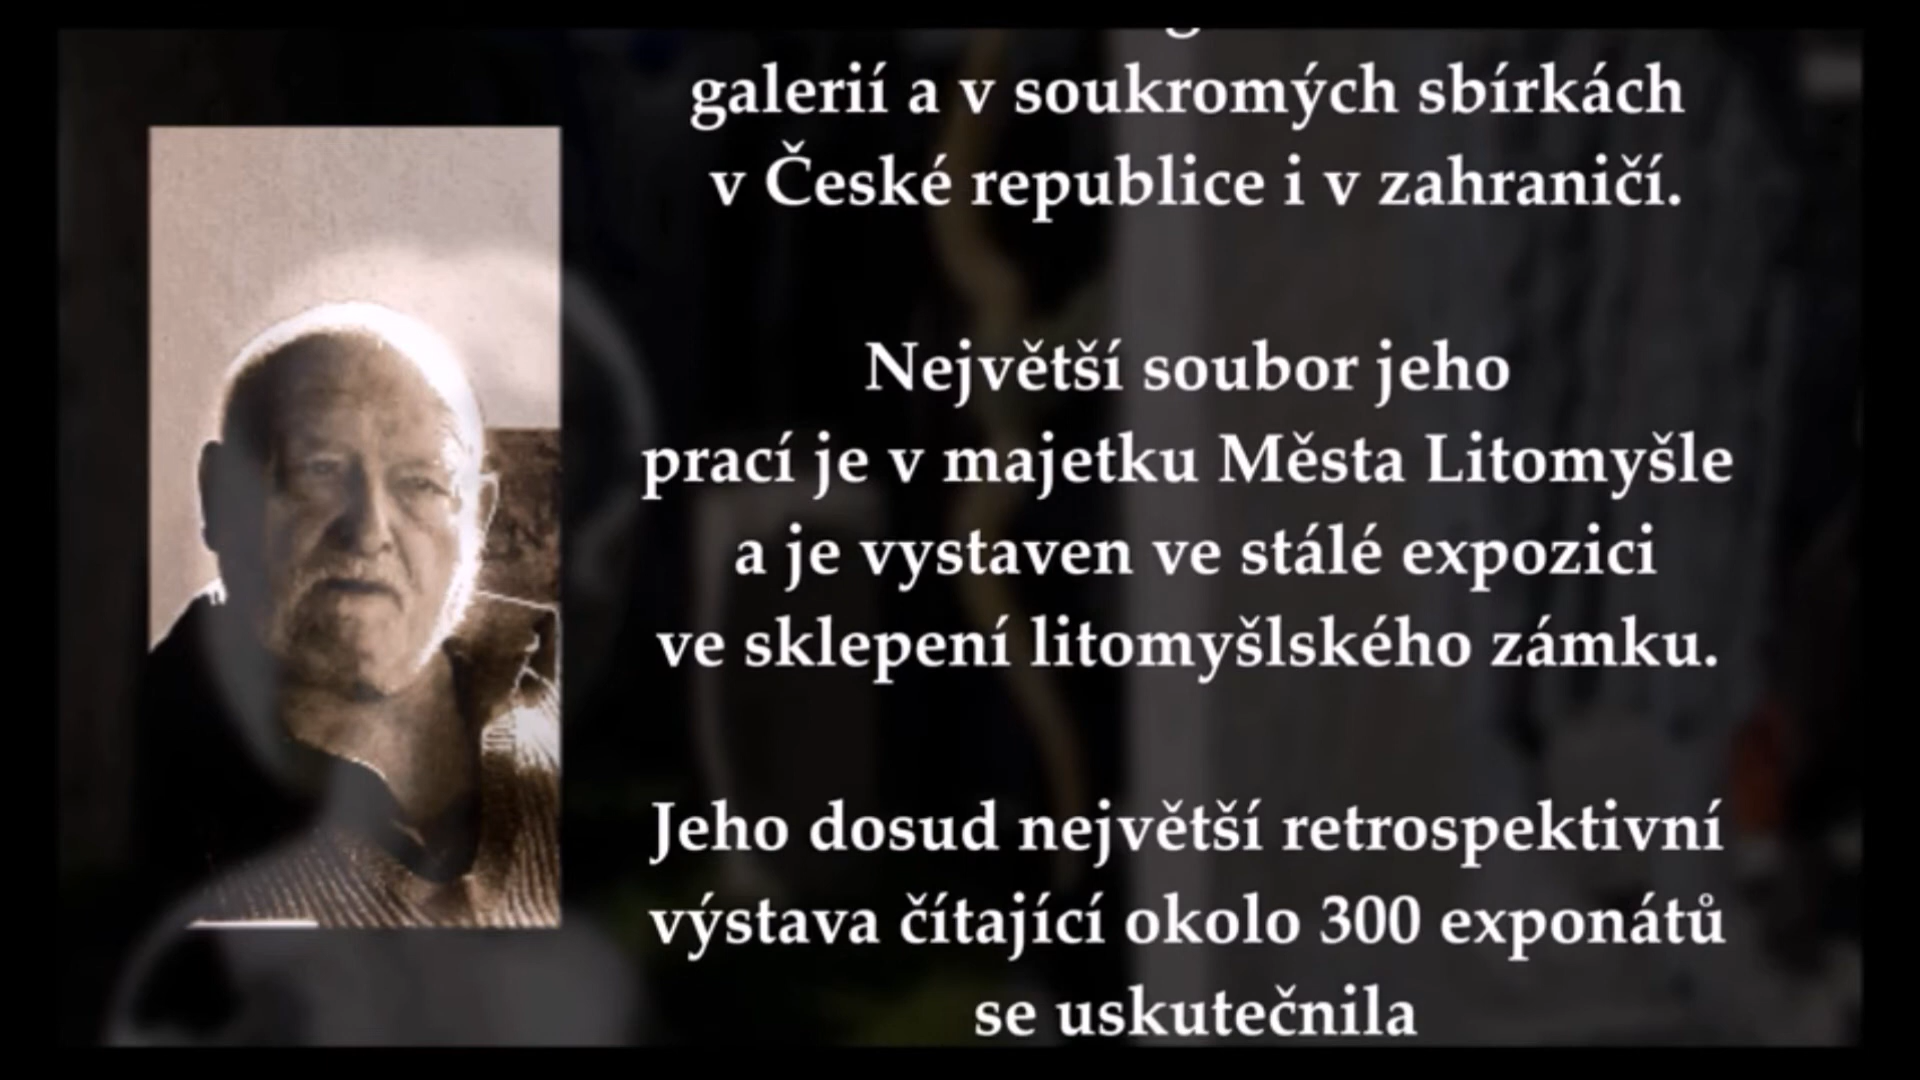 galerií a v soukromých sbírkách
v České republice i v zahraničí.
Největší soubor jeho
prací je v majetku Města Litomyšle
a je vystaven ve stálé expozici
ve sklepení litomyšlského zámku.
Jeho dosud největší retrospektivní
výstava čítající okolo 300 exponátů
se uskutečnila